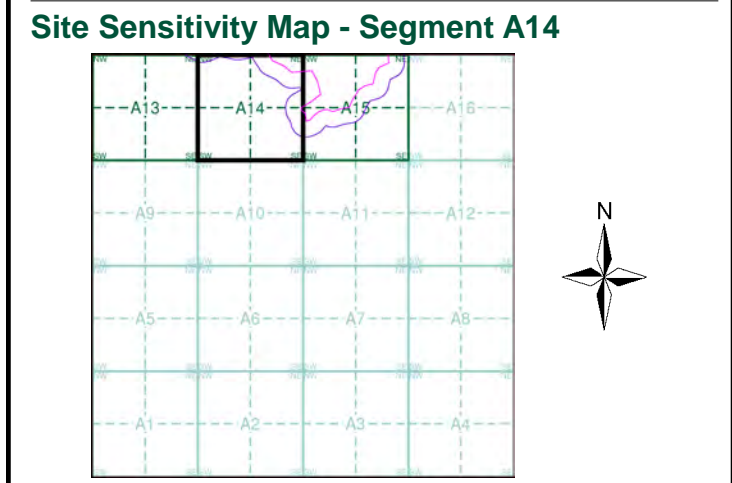 Site Sensitivity Map - Segment A14
A13 A14 A15 A16
N
A9 A10 A11 A12
A5 A6 A7 A8
A1 A2 A3 A4